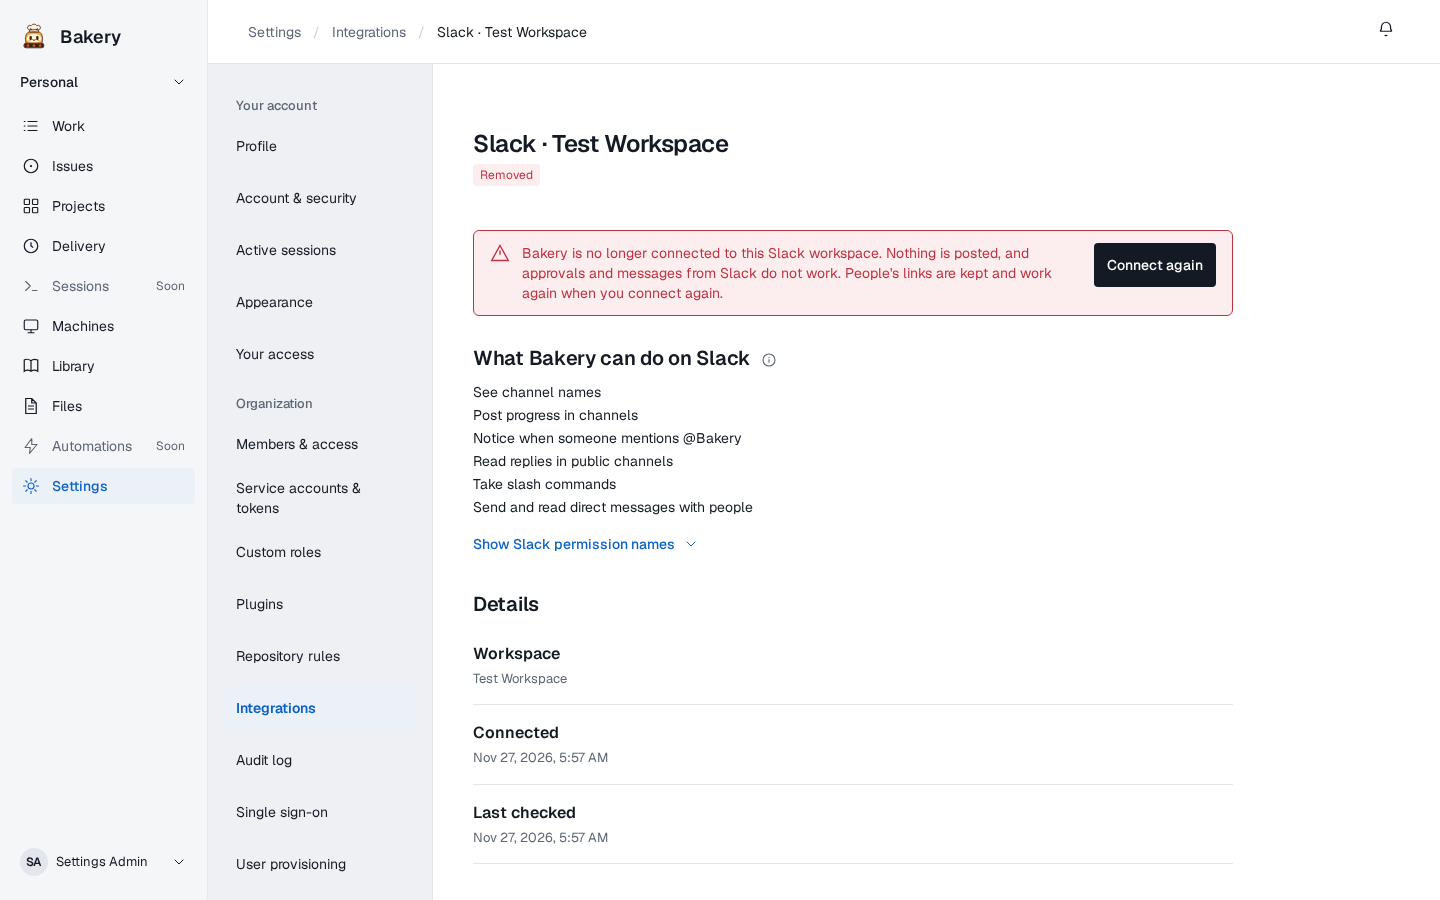 Bakery
Personal
Work
Issues
Projects
Delivery
Sessions Soon
Machines
Library
Files
Automations Soon
Settings
SA Settings Admin
Settings / Integrations / Slack · Test Workspace
Your account
Profile
Account & security
Active sessions
Appearance
Your access
Organization
Members & access
Service accounts &
tokens
Custom roles
Plugins
Repository rules
Integrations
Audit log
Single sign-on
User provisioning
Slack · Test Workspace
Removed
Bakery is no longer connected to this Slack workspace. Nothing is posted, and
approvals and messages from Slack do not work. People's links are kept and work
again when you connect again.
Connect again
What Bakery can do on Slack
See channel names
Post progress in channels
Notice when someone mentions @Bakery
Read replies in public channels
Take slash commands
Send and read direct messages with people
Show Slack permission names
Details
Workspace
Test Workspace
Connected
Nov 27, 2026, 5:57 AM
Last checked
Nov 27, 2026, 5:57 AM